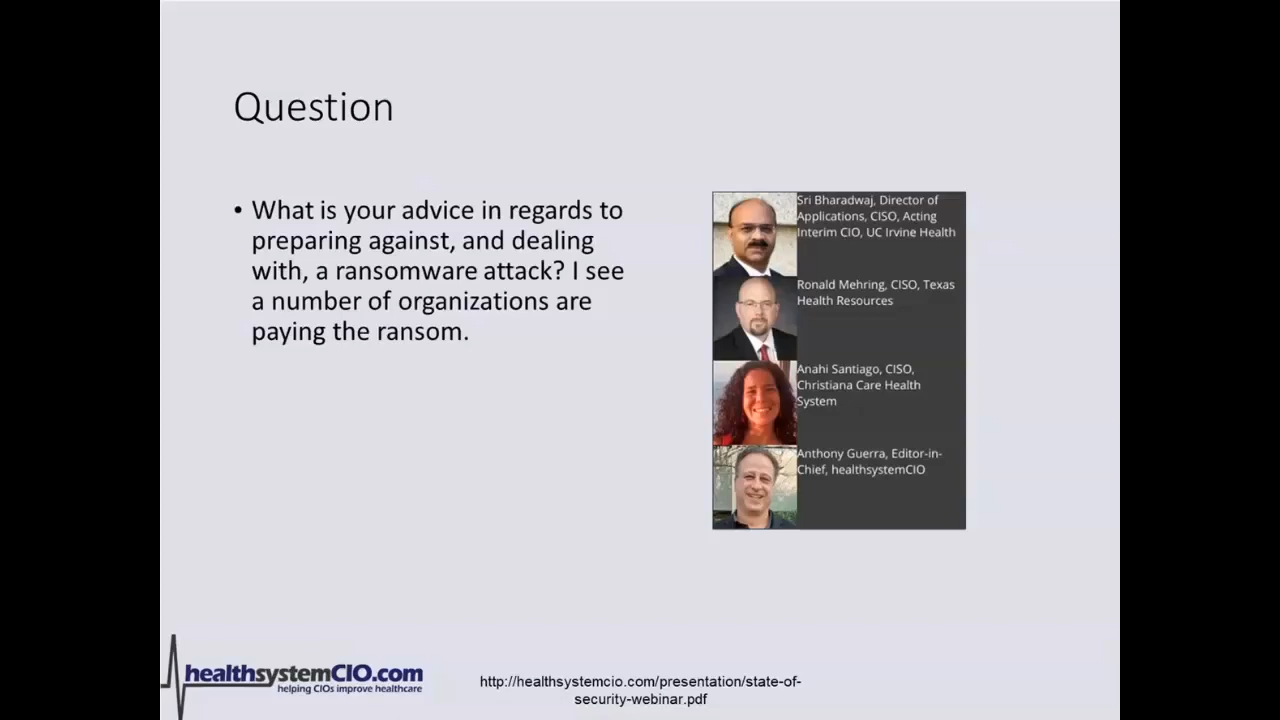 Question
• What is your advice in regards to
preparing against, and dealing
with, a ransomware attack? I see
a number of organizations are
paying the ransom.
Sri Bharadwaj, Director of
Applications, CISO, Acting
Interim CIO, UC Irvine Health
Ronald Mehring, CISO, Texas
Health Resources
Anahi Santiago, CISO,
Christiana Care Health
System
Anthony Guerra, Editor-in-
Chief, healthsystemCIO
healthsystemCIO.com
helping CIOs improve healthcare
http://healthsystemcio.com/presentation/state-of-
security-webinar.pdf